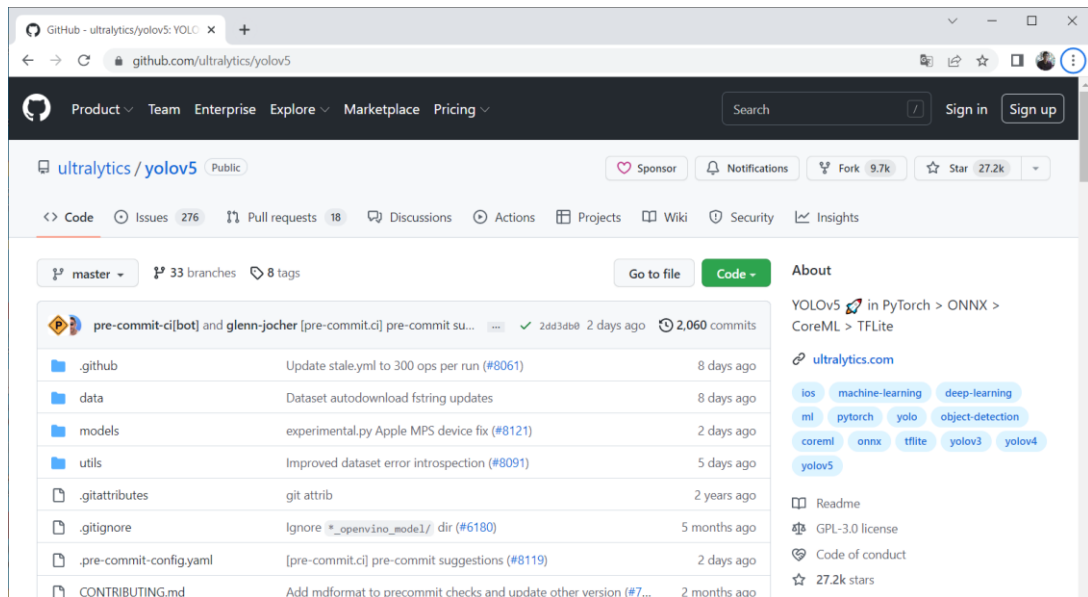 GitHub - ultralytics/yolov5: YOLO
github.com/ultralytics/yolov5
Product Team Enterprise Explore Marketplace Pricing Search / Sign in Sign up
ultralytics / yolov5 Public Sponsor Notifications Fork 9.7k Star 27.2k
Code Issues 276 Pull requests 18 Discussions Actions Projects Wiki Security Insights
master 33 branches 8 tags Go to file Code
About
pre-commit-ci[bot] and glenn-jocher [pre-commit.ci] pre-commit su... ... 2dd3db0 2 days ago 2,060 commits
.github Update stale.yml to 300 ops per run (#8061) 8 days ago
data Dataset autodownload fstring updates 8 days ago
models experimental.py Apple MPS device fix (#8121) 2 days ago
utils Improved dataset error introspection (#8091) 5 days ago
.gitattributes git attrib 2 years ago
.gitignore Ignore *_openvino_model/ dir (#6180) 5 months ago
.pre-commit-config.yaml [pre-commit.ci] pre-commit suggestions (#8119) 2 days ago
CONTRIBUTING.md Add mdformat to precommit checks and update other version (#7... 2 months ago
YOLOv5 🚀 in PyTorch > ONNX >
CoreML > TFLite
ultralytics.com
ios machine-learning deep-learning
ml pytorch yolo object-detection
coreml onnx tflite yolov3 yolov4
yolov5
Readme
GPL-3.0 license
Code of conduct
27.2k stars